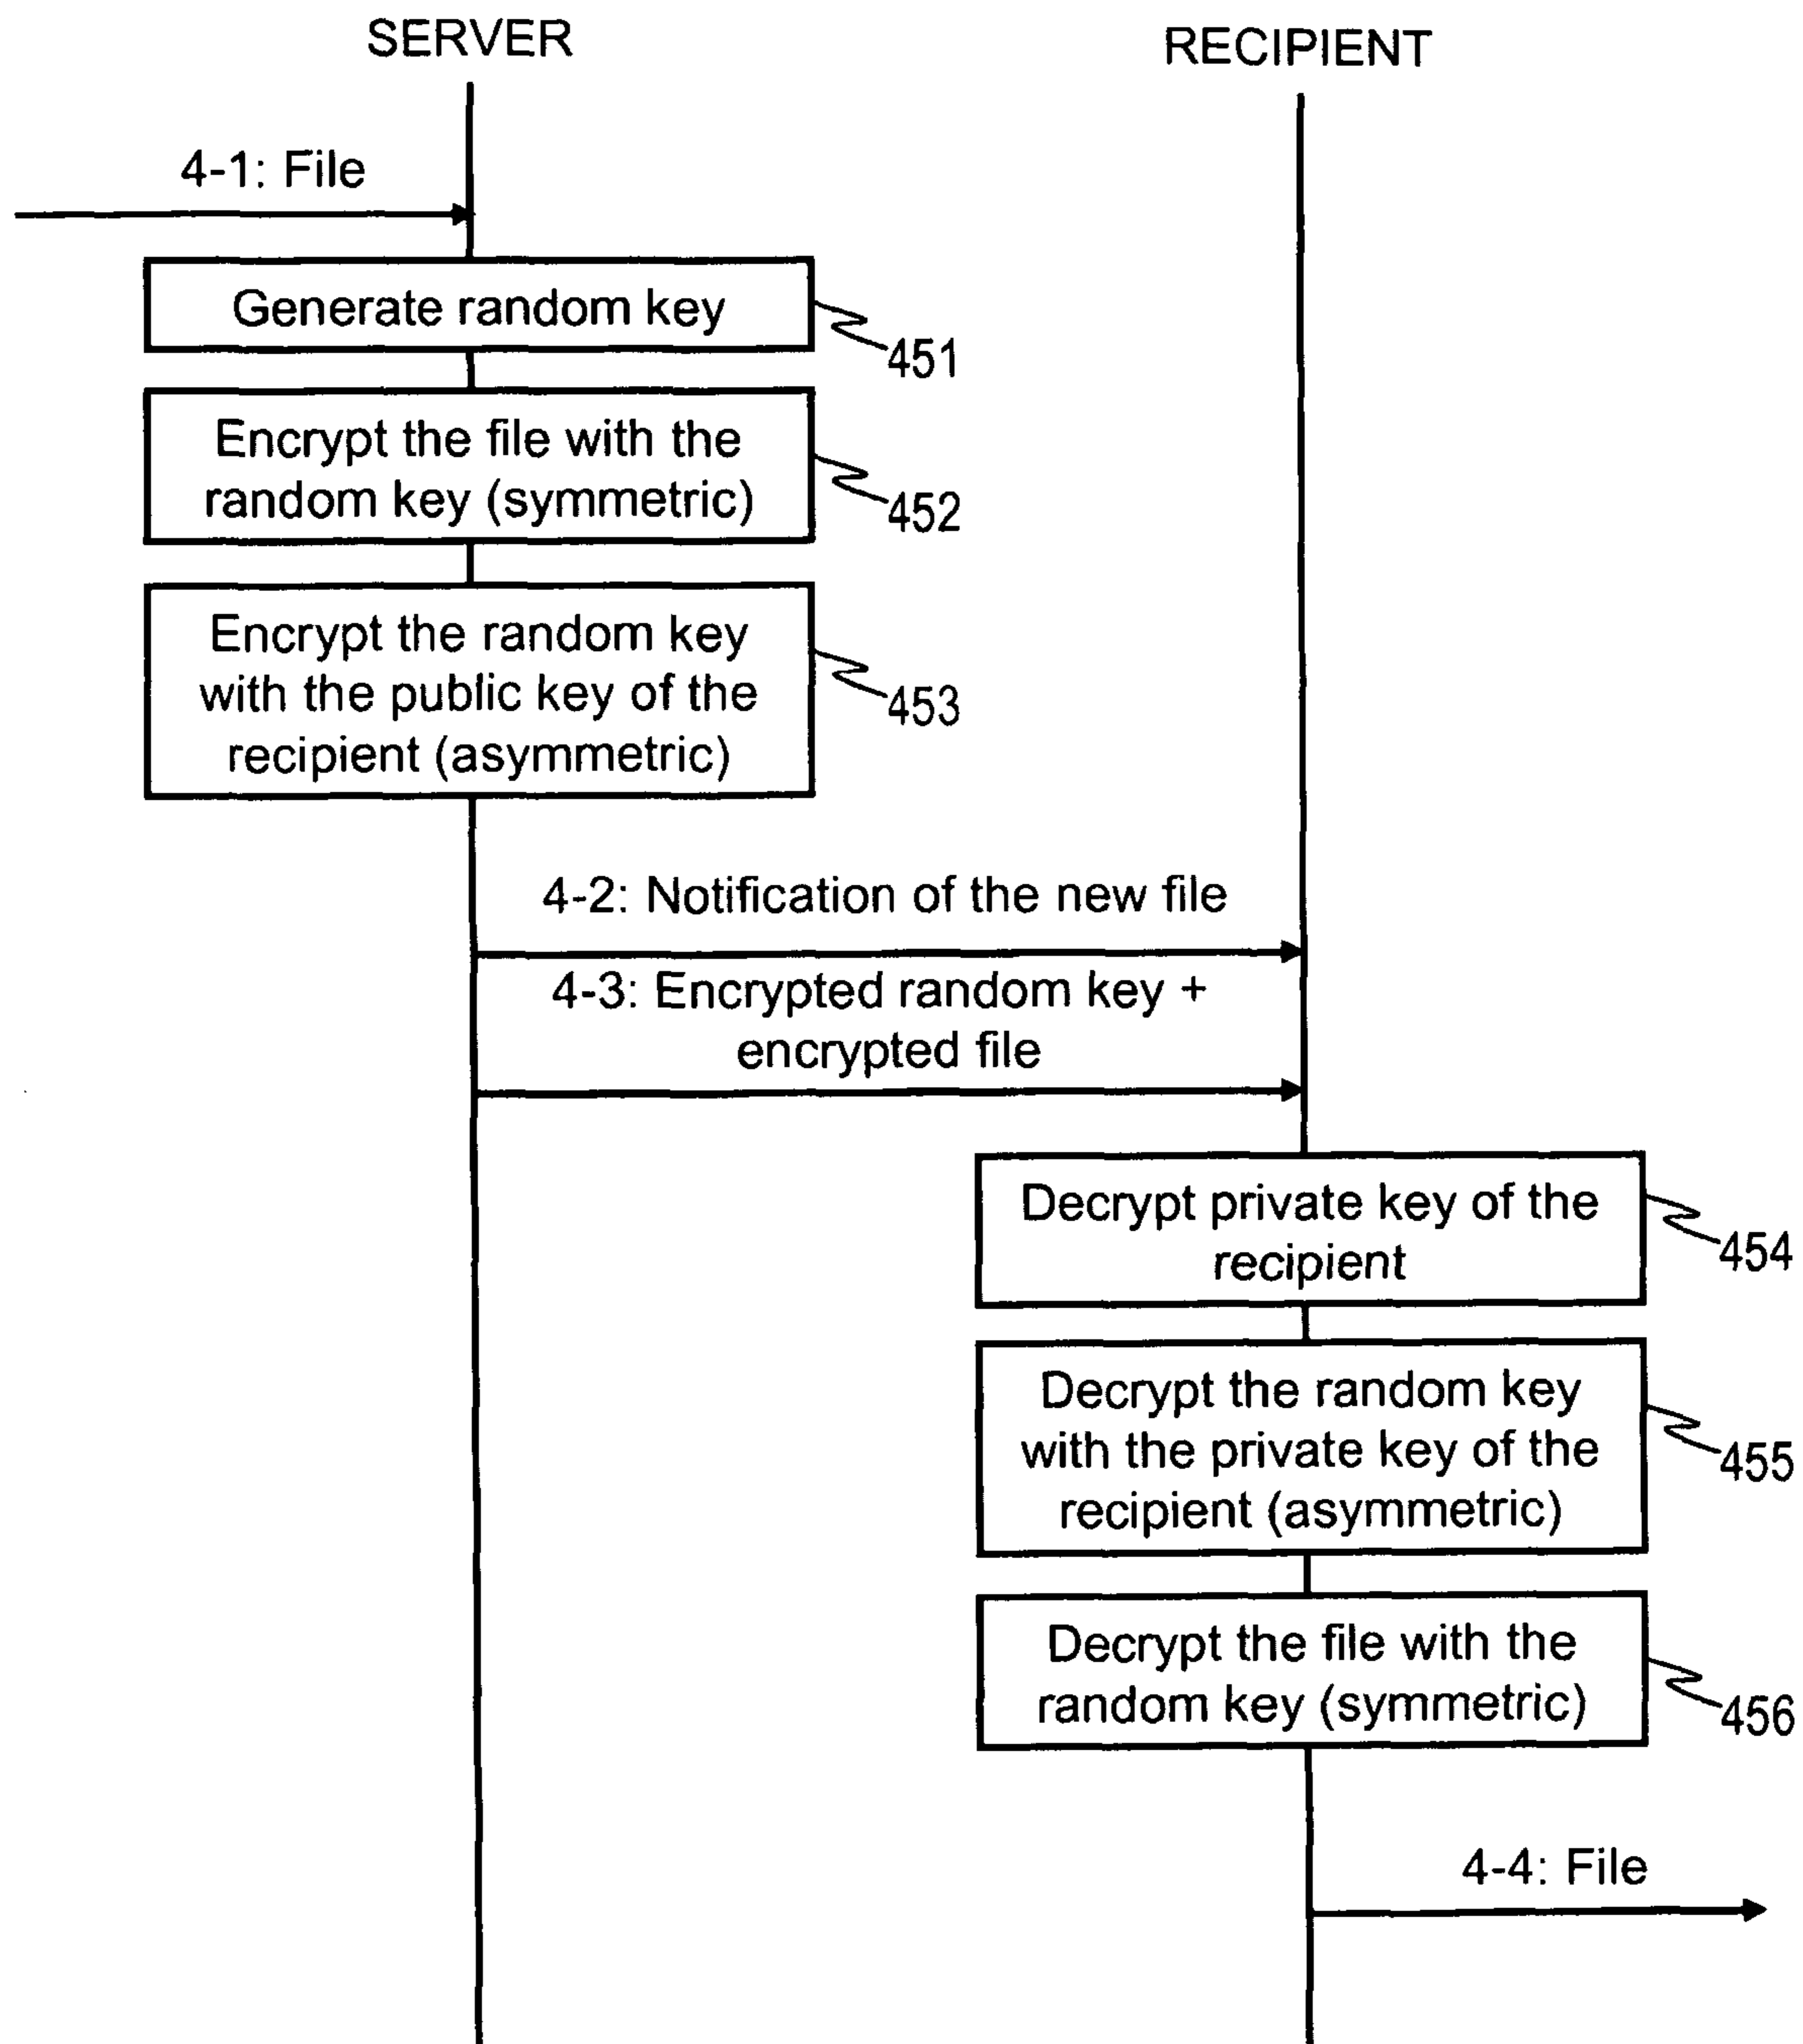 SERVER
RECIPIENT
4-1: File
Generate random key
451
Encrypt the file with the
random key (symmetric)
452
Encrypt the random key
with the public key of the
recipient (asymmetric)
453
4-2: Notification of the new file
4-3: Encrypted random key +
encrypted file
Decrypt private key of the
recipient
454
Decrypt the random key
with the private key of the
recipient (asymmetric)
455
Decrypt the file with the
random key (symmetric)
456
4-4: File